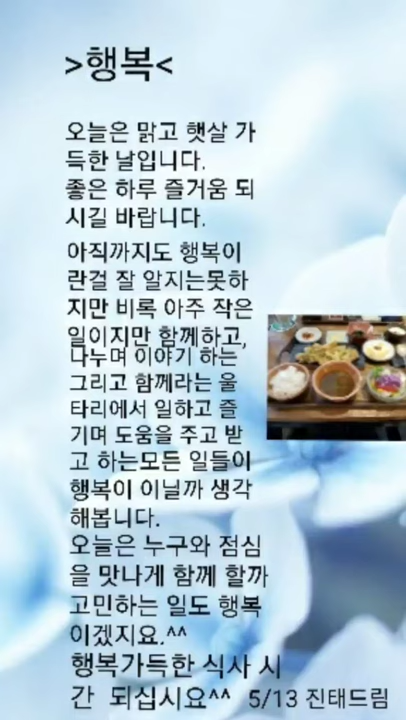 >행복<
오늘은 맑고 햇살 가
득한 날입니다.
좋은 하루 즐거움 되
시길 바랍니다.
아직까지도 행복이
란걸 잘 알지는못하
지만 비록 아주 작은
일이지만 함께하고,
나누며 이야기 하는
그리고 함께라는 울
타리에서 일하고 즐
기며 도움을 주고 받
고 하는모든 일들이
행복이 이닐까 생각
해봅니다.
오늘은 누구와 점심
을 맛나게 함께 할까
고민하는 일도 행복
이겠지요.^^
행복가득한 식사 시
간 되십시요^^ 5/13 진태드림